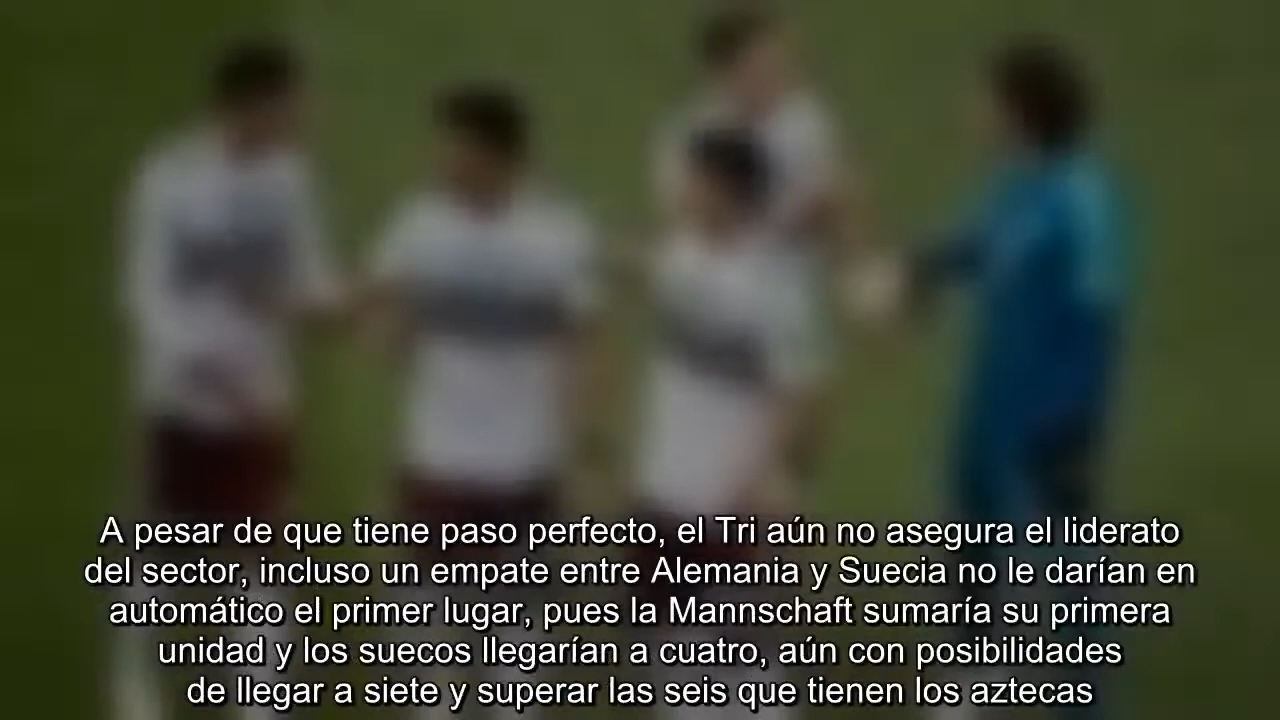 A pesar de que tiene paso perfecto, el Tri aún no asegura el liderato
del sector, incluso un empate entre Alemania y Suecia no le darían en
automático el primer lugar, pues la Mannschaft sumaría su primera
unidad y los suecos llegarían a cuatro, aún con posibilidades
de llegar a siete y superar las seis que tienen los aztecas